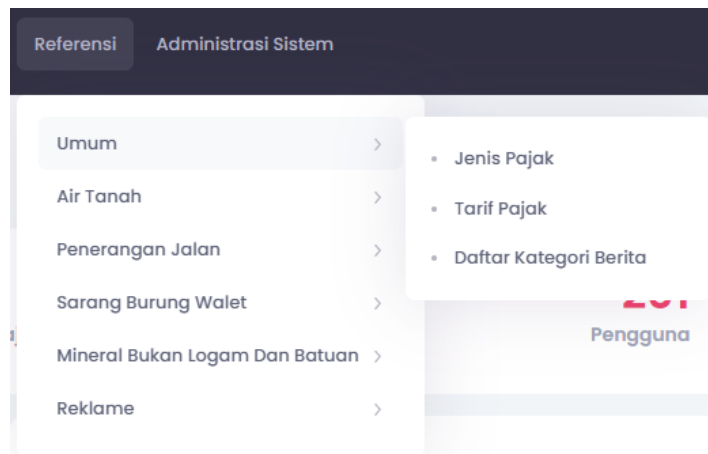 Referensi Administrasi Sistem
Umum
Air Tanah
Penerangan Jalan
Sarang Burung Walet
Mineral Bukan Logam Dan Batuan
Reklame
Jenis Pajak
Tarif Pajak
Daftar Kategori Berita
Pengguna